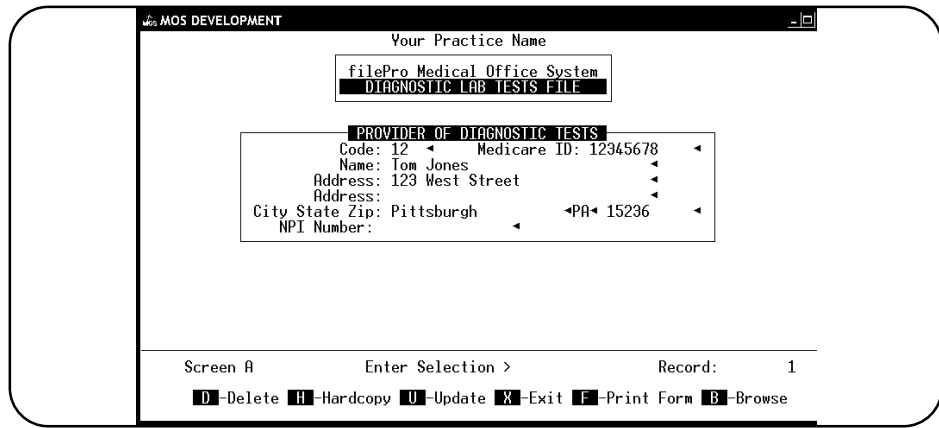 Mos MOS DEVELOPMENT
Your Practice Name
filePro Medical Office System
DIAGNOSTIC LAB TESTS FILE
PROVIDER OF DIAGNOSTIC TESTS
Code: 12 Medicare ID: 12345678
Name: Tom Jones
Address: 123 West Street
Address:
City State Zip: Pittsburgh PA 15236
NPI Number:
Screen A Enter Selection > Record: 1
D-Delete H-Hardcopy U-Update X-Exit F-Print Form B-Browse